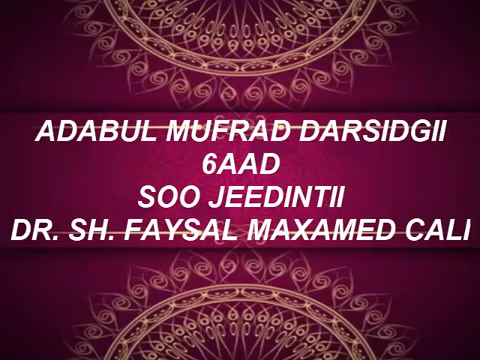 ADABUL MUFRAD DARSIDGII
6AAD
SOO JEEDINTII
DR. SH. FAYSAL MAXAMED CALI